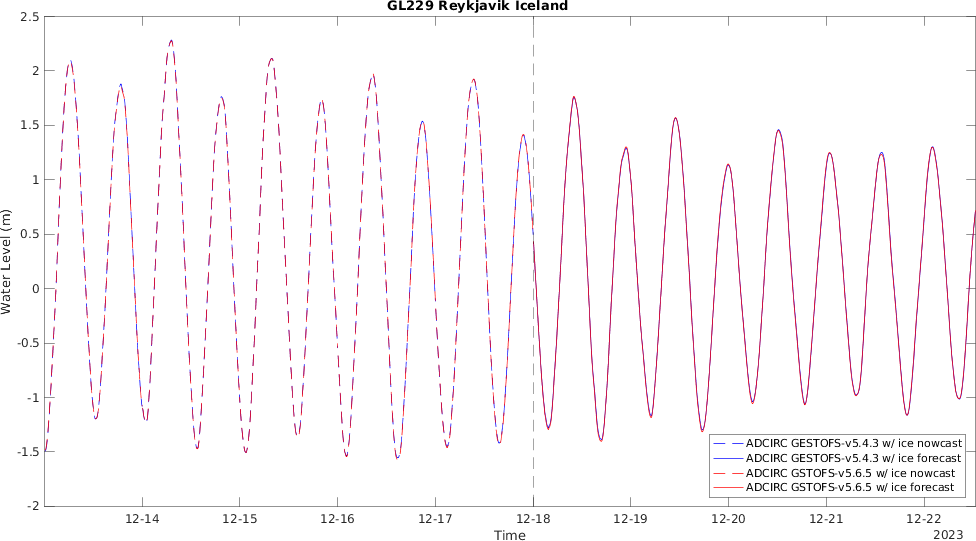 GL229 Reykjavik Iceland
2.5
2
1.5
1
0.5
0
-0.5
-1
-1.5
-2
Water Level (m)
12-14 12-15 12-16 12-17 12-18 12-19 12-20 12-21 12-22
Time
2023
ADCIRC GESTOFS-v5.4.3 w/ ice nowcast
ADCIRC GESTOFS-v5.4.3 w/ ice forecast
ADCIRC GSTOFS-v5.6.5 w/ ice nowcast
ADCIRC GSTOFS-v5.6.5 w/ ice forecast